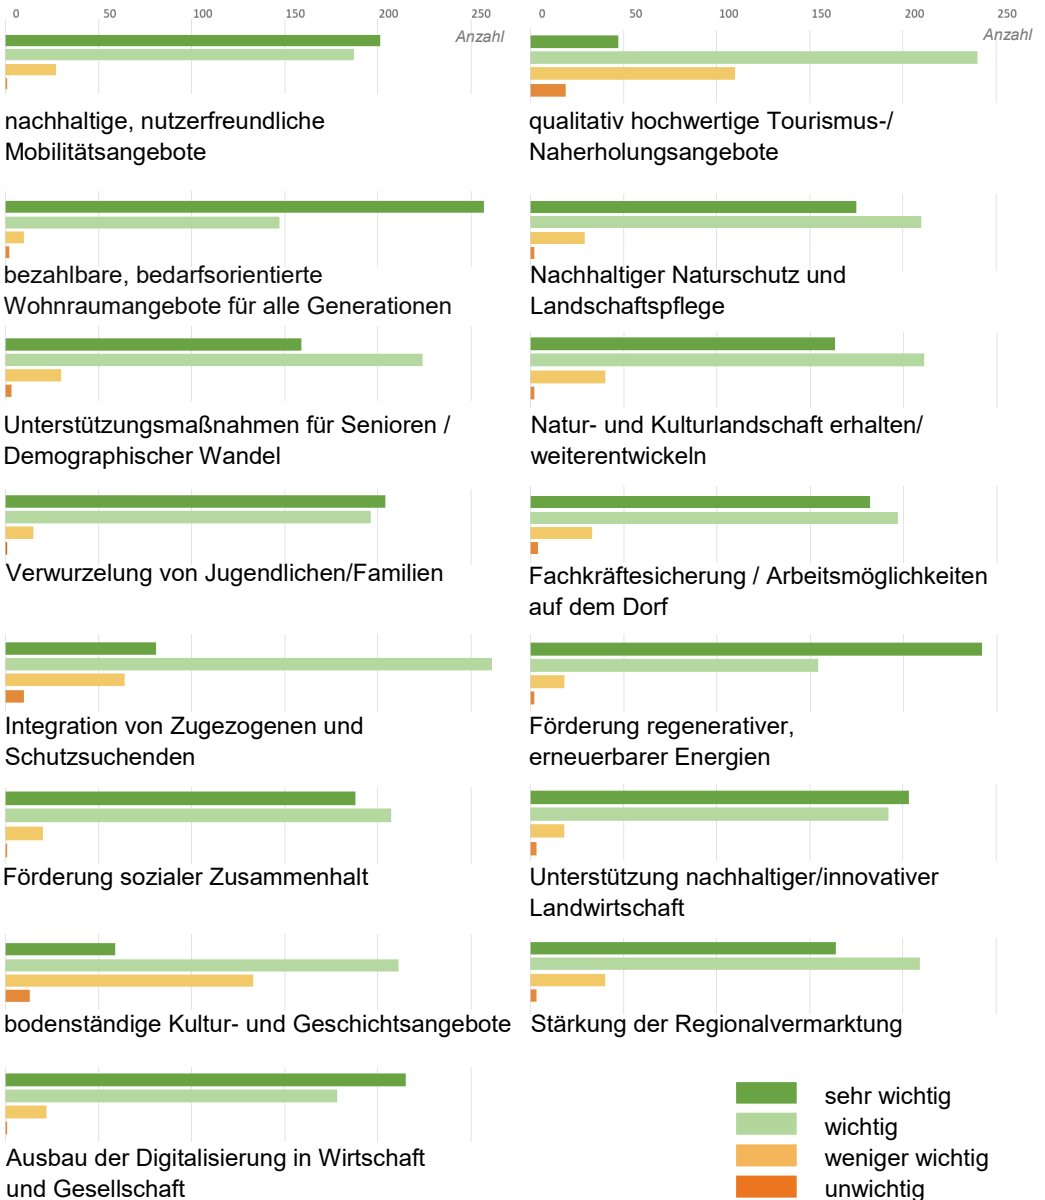 0 50 100 150 200 250
Anzahl
nachhaltige, nutzerfreundliche
Mobilitätsangebote
bezahlbare, bedarfsorientierte
Wohnraumangebote für alle Generationen
Unterstützungsmaßnahmen für Senioren /
Demographischer Wandel
Verwurzelung von Jugendlichen/Familien
Integration von Zugezogenen und
Schutzsuchenden
Förderung sozialer Zusammenhalt
bodenständige Kultur- und Geschichtsangebote
Ausbau der Digitalisierung in Wirtschaft
und Gesellschaft
0 50 100 150 200 250
Anzahl
qualitativ hochwertige Tourismus-/
Naherholungsangebote
Nachhaltiger Naturschutz und
Landschaftspflege
Natur- und Kulturlandschaft erhalten/
weiterentwickeln
Fachkräftesicherung / Arbeitsmöglichkeiten
auf dem Dorf
Förderung regenerativer,
erneuerbarer Energien
Unterstützung nachhaltiger/innovativer
Landwirtschaft
Stärkung der Regionalvermarktung
sehr wichtig
wichtig
weniger wichtig
unwichtig